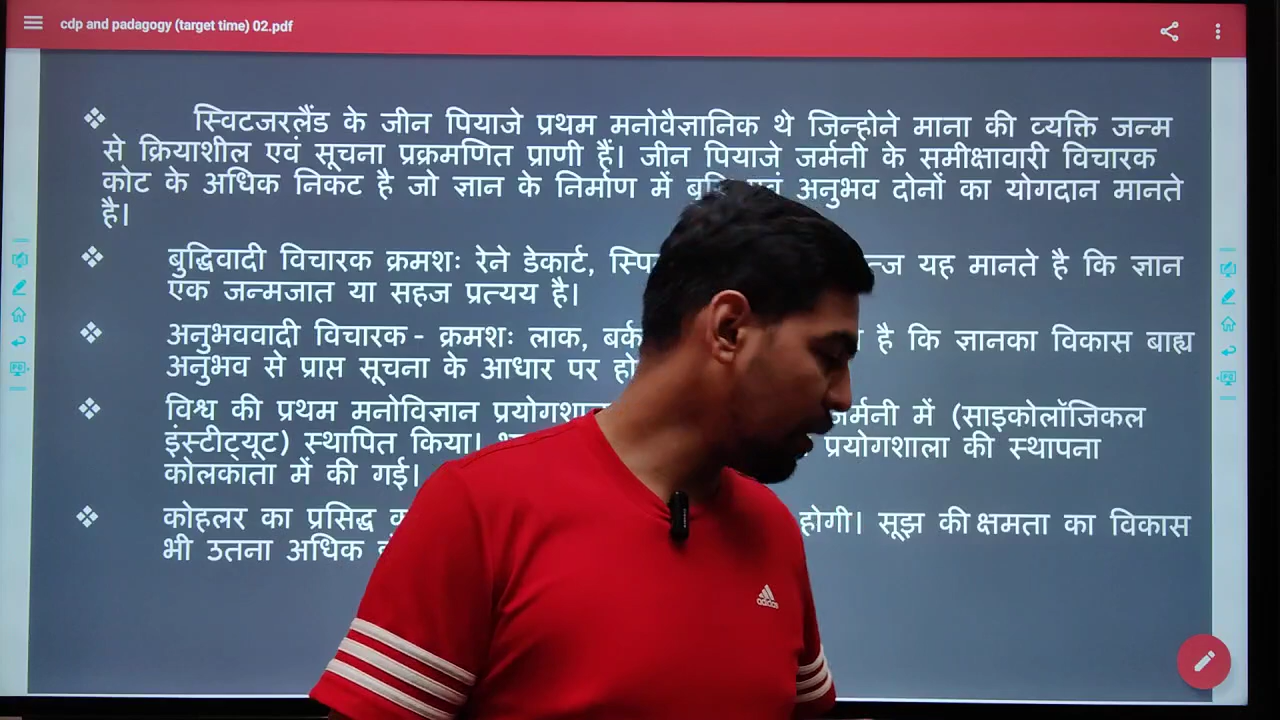 cdp and padagogy (target time) 02.pdf
❖ स्विटजरलैंड के जीन पियाजे प्रथम मनोवैज्ञानिक थे जिन्होने माना की व्यक्ति जन्म
से क्रियाशील एवं सूचना प्रक्रमणित प्राणी हैं। जीन पियाजे जर्मनी के समीक्षावारी विचारक
कोट के अधिक निकट है जो ज्ञान के निर्माण में अनुभव दोनों का योगदान मानते
है।
❖ बुद्धिवादी विचारक क्रमशः रेने डेकार्ट, यह मानते है कि ज्ञान
एक जन्मजात या सहज प्रत्यय है।
❖ अनुभववादी विचारक - क्रमशः लाक, है कि ज्ञानका विकास बाह्य
अनुभव से प्राप्त सूचना के आधार पर
❖ विश्व की प्रथम मनोविज्ञान जर्मनी में (साइकोलॉजिकल
इंस्टीट्यूट) स्थापित किया। प्रयोगशाला की स्थापना
कोलकाता में की गई।
❖ कोहलर का प्रसिद्ध होगी। सूझ की क्षमता का विकास
भी उतना अधिक
adidas